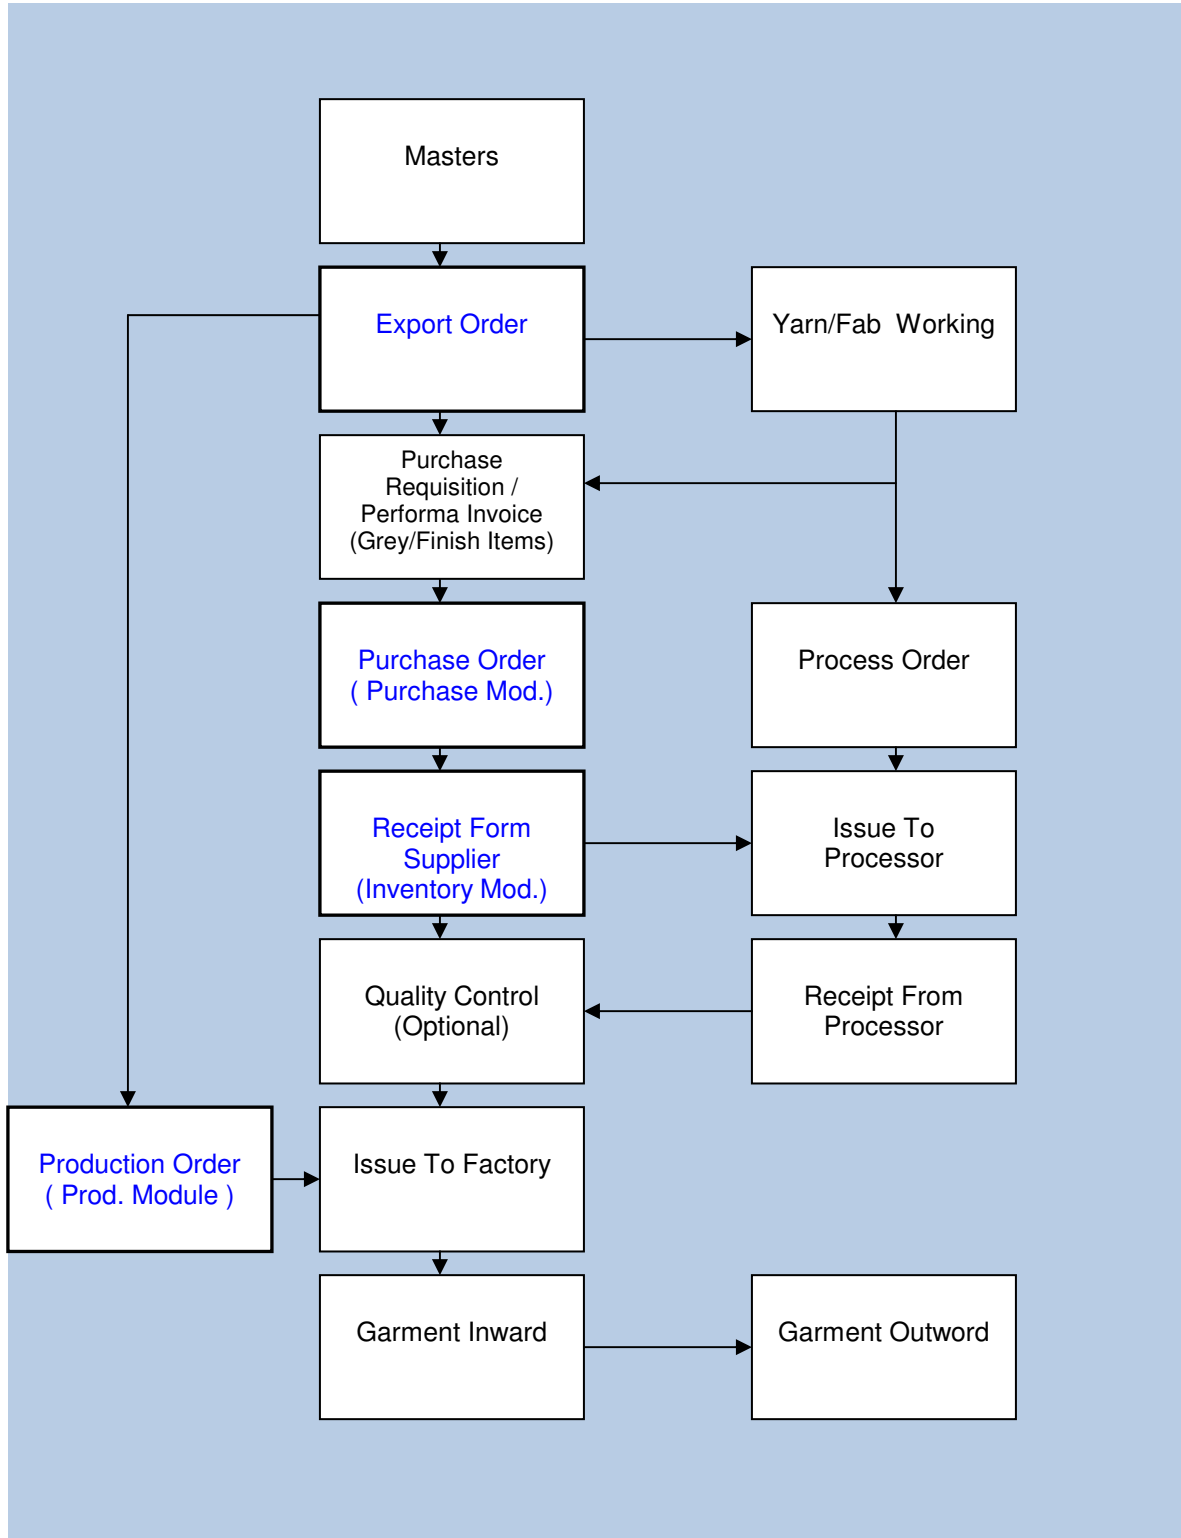 Masters
Export Order
Yarn/Fab  Working
Purchase
Requisition /
Performa Invoice
(Grey/Finish Items)
Purchase Order
( Purchase Mod.)
Process Order
Receipt Form
Supplier
(Inventory Mod.)
Issue To
Processor
Quality Control
(Optional)
Receipt From
Processor
Production Order
( Prod. Module )
Issue To Factory
Garment Inward
Garment Outword